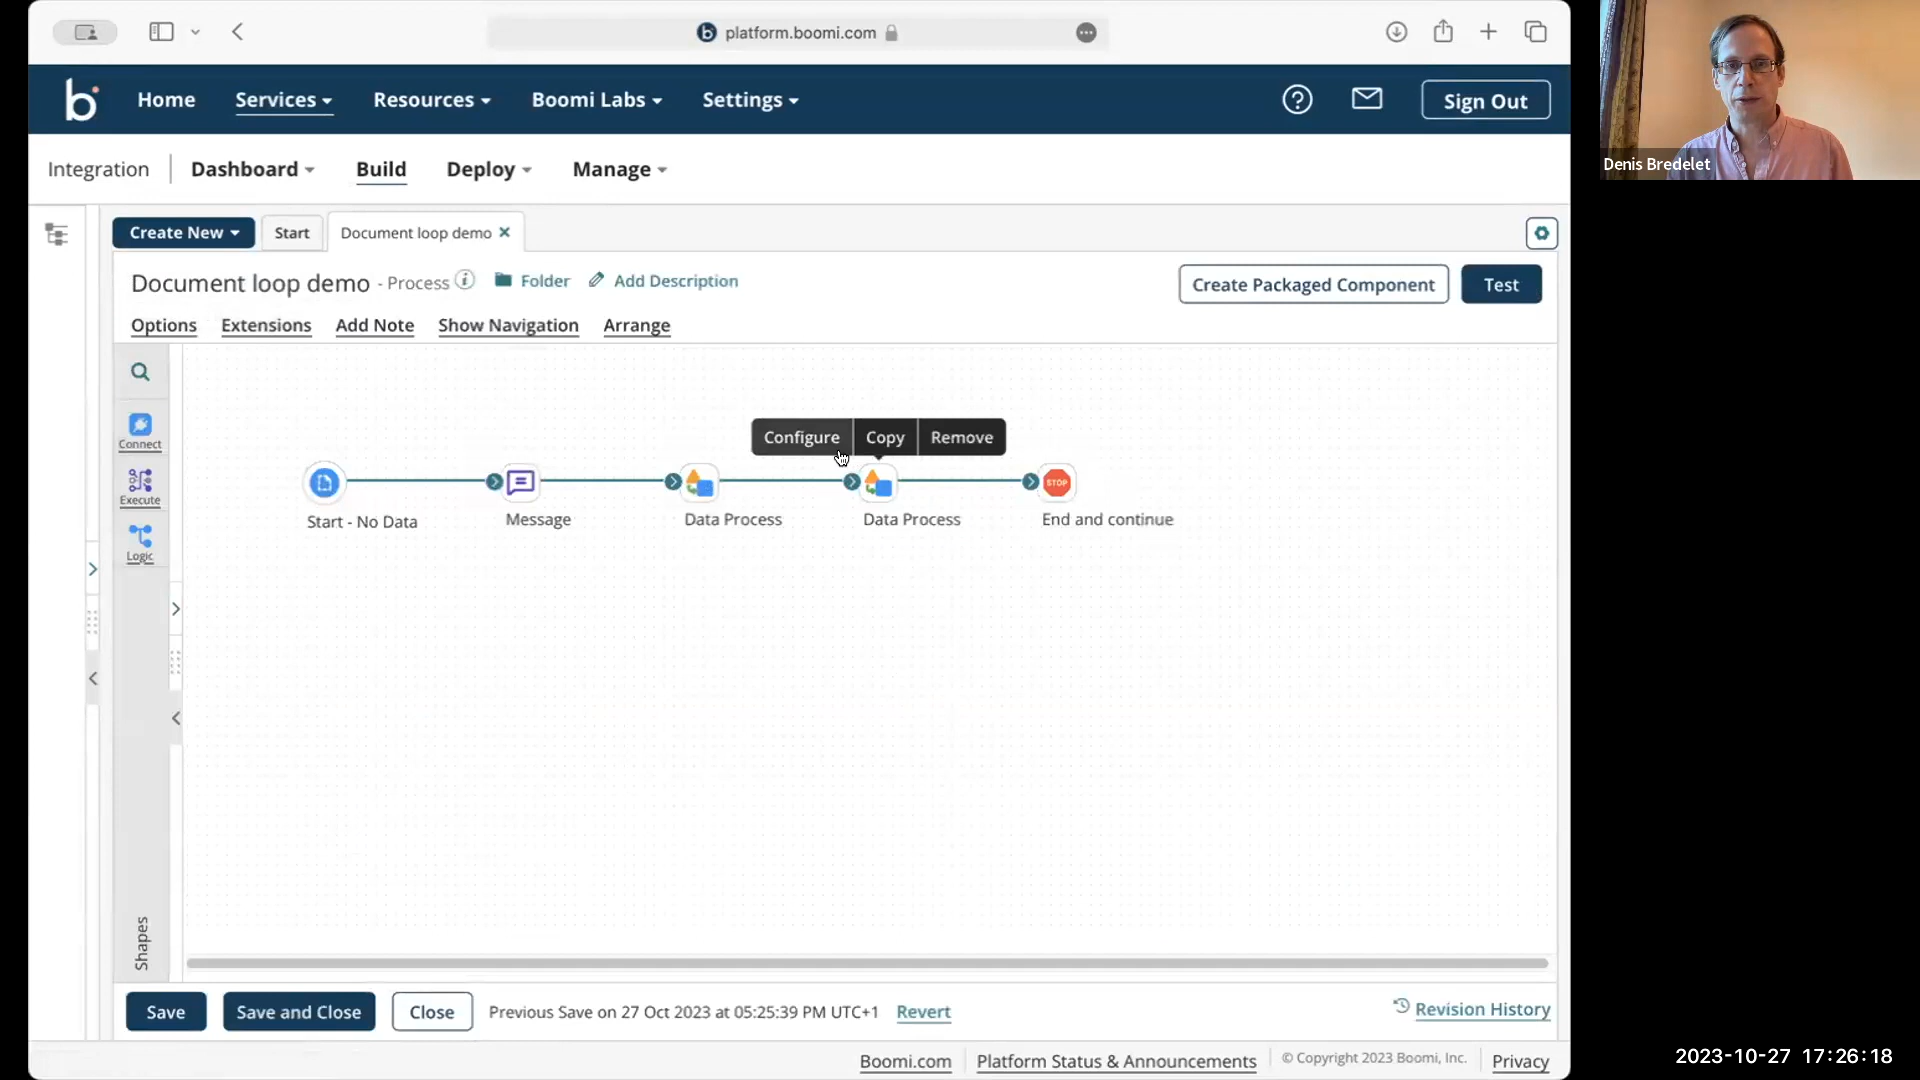 platform.boomi.com
b Home Services Resources Boomi Labs Settings Sign Out
Denis Bredelet
Integration Dashboard Build Deploy Manage
Create New Start Document loop demo
Document loop demo - Process Folder Add Description Create Packaged Component Test
Options Extensions Add Note Show Navigation Arrange
Connect
Execute
Logic
Configure Copy Remove
STOP
Start - No Data Message Data Process Data Process End and continue
Shapes
Save Save and Close Close Previous Save on 27 Oct 2023 at 05:25:39 PM UTC+1 Revert Revision History
Boomi.com Platform Status & Announcements © Copyright 2023 Boomi, Inc. Privacy
2023-10-27 17:26:18